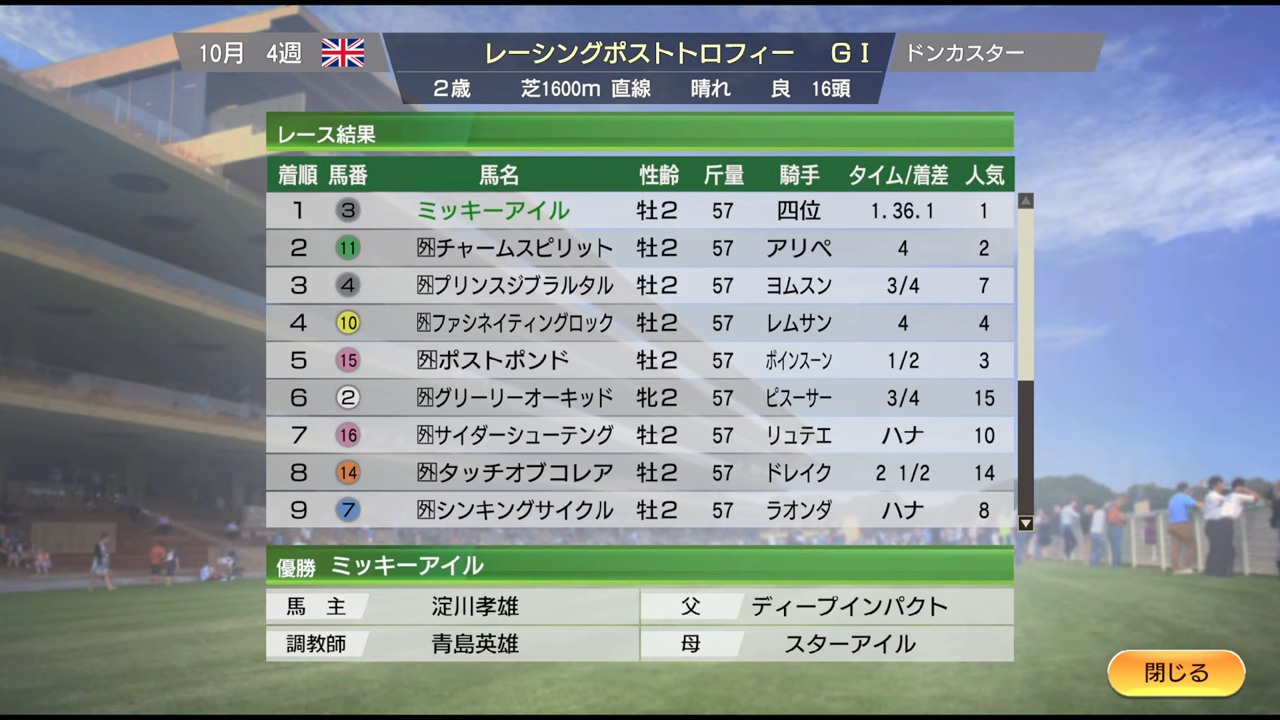 10月 4週 レーシングポストトロフィー GⅠ ドンカスター
2歳 芝1600m 直線 晴れ 良 16頭
レース結果
着順 馬番 馬名 性齢 斤量 騎手 タイム/着差 人気
1 3 ミッキーアイル 牡2 57 四位 1.36.1 1
2 11 外チャームスピリット 牡2 57 アリペ 4 2
3 4 外プリンスジブラルタル 牡2 57 ヨムスン 3/4 7
4 10 外ファシネイティングロック 牡2 57 レムサン 4 4
5 15 外ポストポンド 牡2 57 ポインスーン 1/2 3
6 2 外グリーリーオーキッド 牝2 57 ピスーサー 3/4 15
7 16 外サイダーシューテング 牡2 57 リュテエ ハナ 10
8 14 外タッチオブコレア 牡2 57 ドレイク 2 1/2 14
9 7 外シンキングサイクル 牡2 57 ラオンダ ハナ 8
優勝 ミッキーアイル
馬主 淀川孝雄 父 ディープインパクト
調教師 青島英雄 母 スターアイル
閉じる